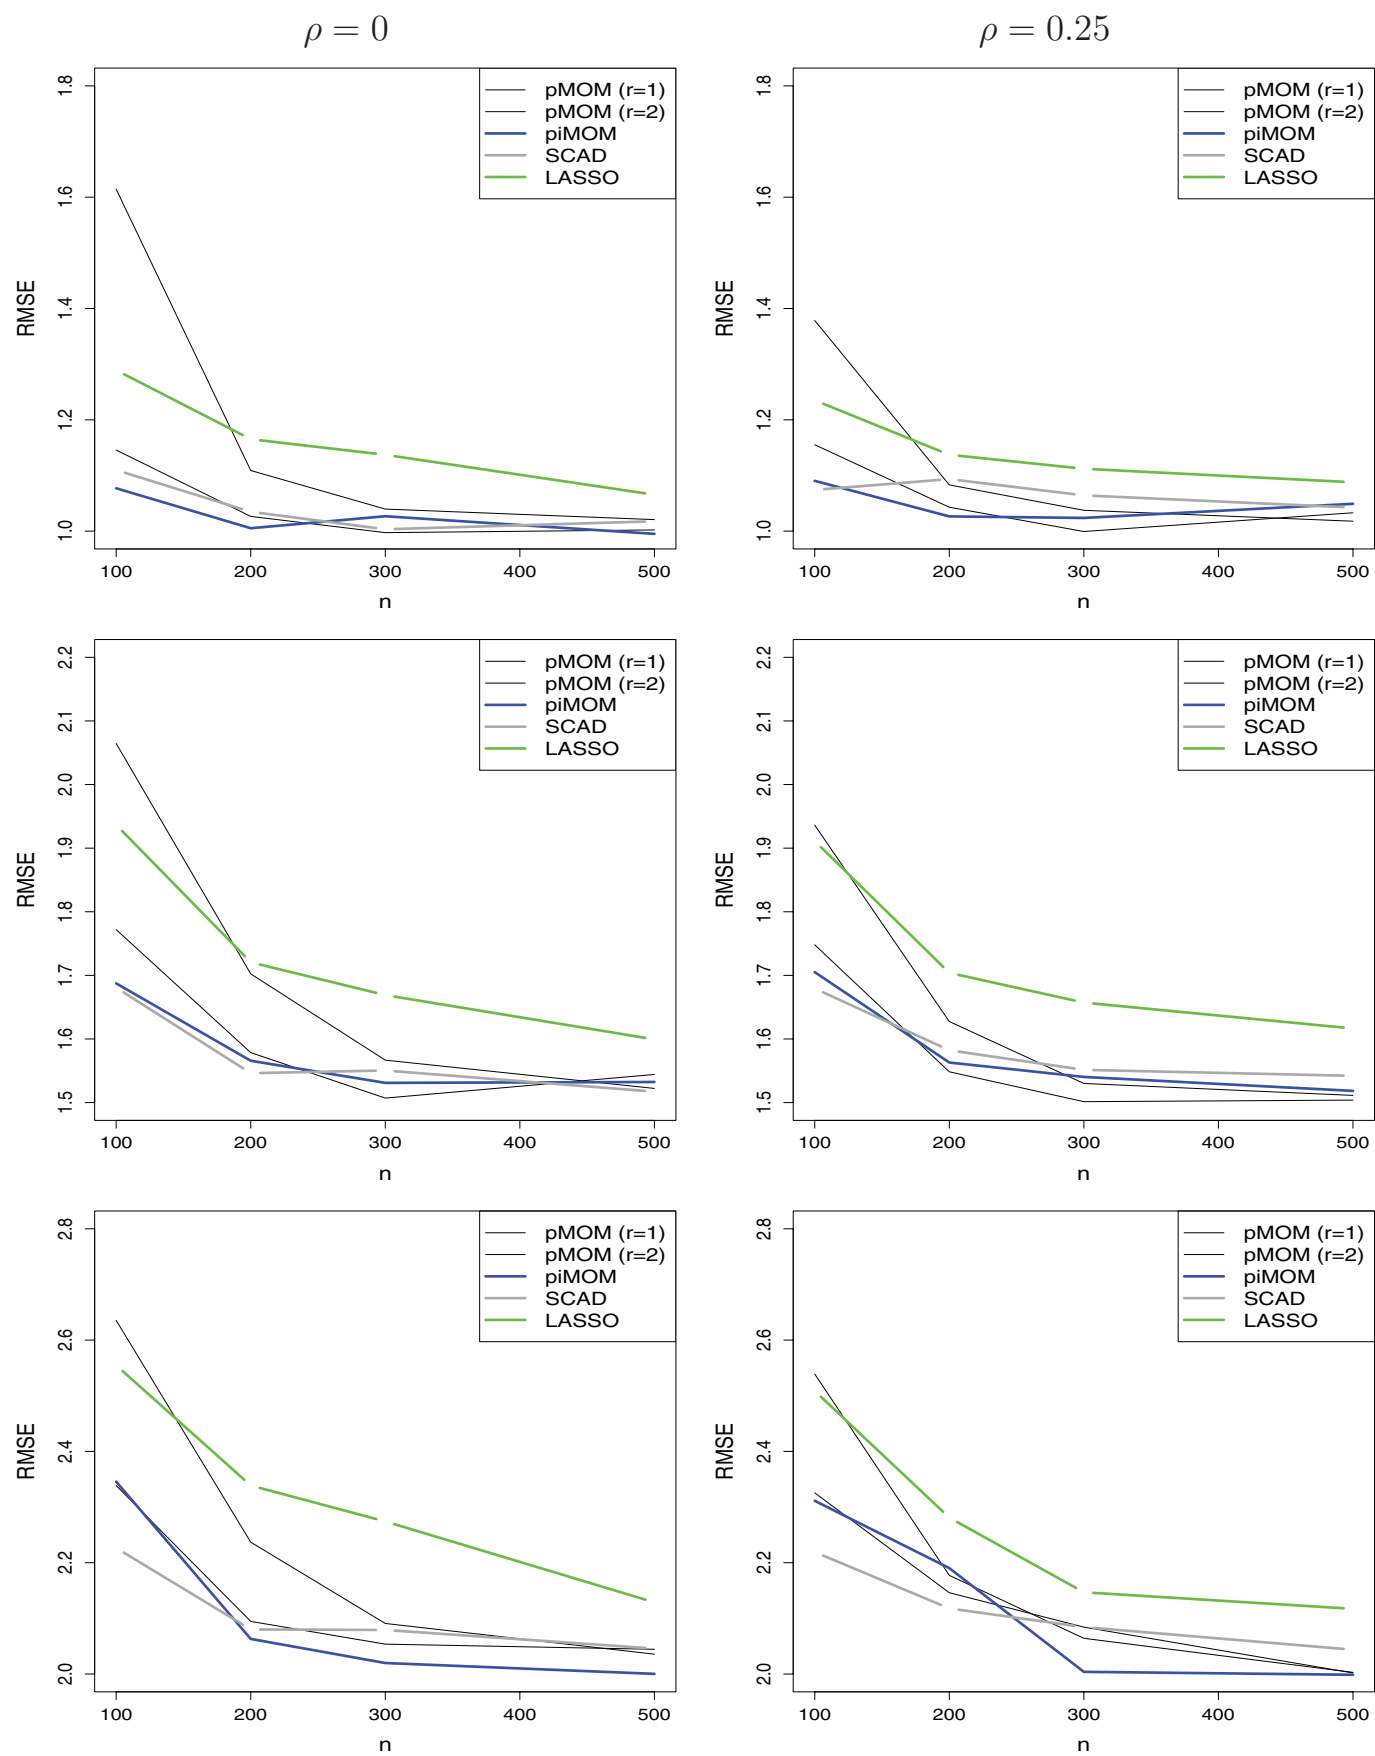 ρ = 0
ρ = 0.25
pMOM (r=1)
pMOM (r=2)
piMOM
SCAD
LASSO
RMSE
1.8
1.6
1.4
1.2
1.0
100 200 300 400 500
n
pMOM (r=1)
pMOM (r=2)
piMOM
SCAD
LASSO
RMSE
1.8
1.6
1.4
1.2
1.0
100 200 300 400 500
n
pMOM (r=1)
pMOM (r=2)
piMOM
SCAD
LASSO
RMSE
2.2
2.1
2.0
1.9
1.8
1.7
1.6
1.5
100 200 300 400 500
n
pMOM (r=1)
pMOM (r=2)
piMOM
SCAD
LASSO
RMSE
2.2
2.1
2.0
1.9
1.8
1.7
1.6
1.5
100 200 300 400 500
n
pMOM (r=1)
pMOM (r=2)
piMOM
SCAD
LASSO
RMSE
2.8
2.6
2.4
2.2
2.0
100 200 300 400 500
n
pMOM (r=1)
pMOM (r=2)
piMOM
SCAD
LASSO
RMSE
2.8
2.6
2.4
2.2
2.0
100 200 300 400 500
n